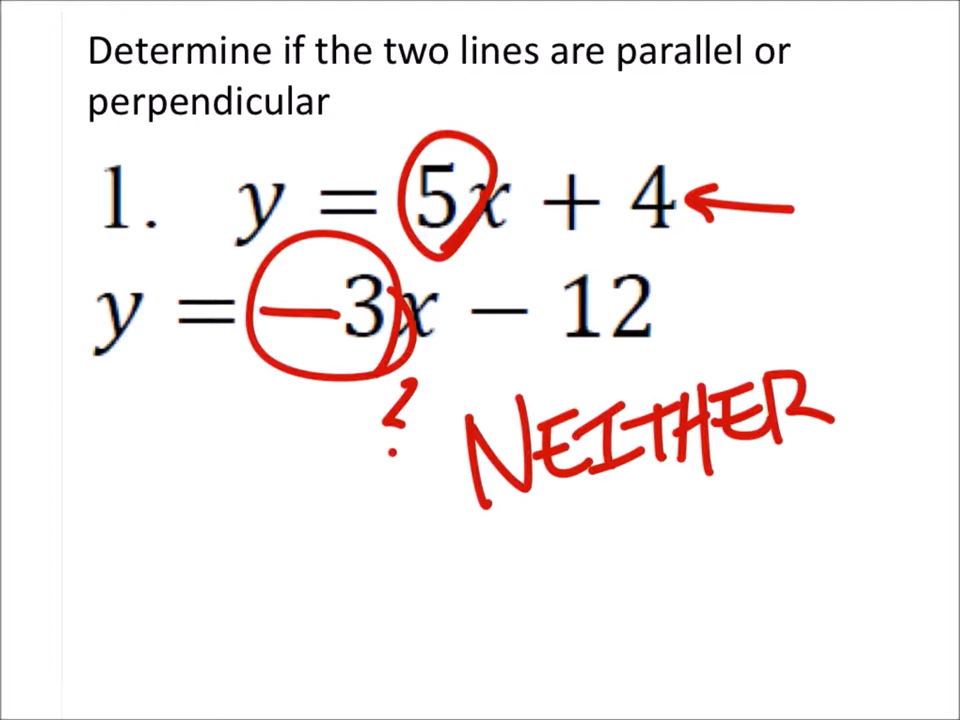 Determine if the two lines are parallel or
perpendicular
1. y = 5x + 4
y = −3x − 12
?
NEITHER